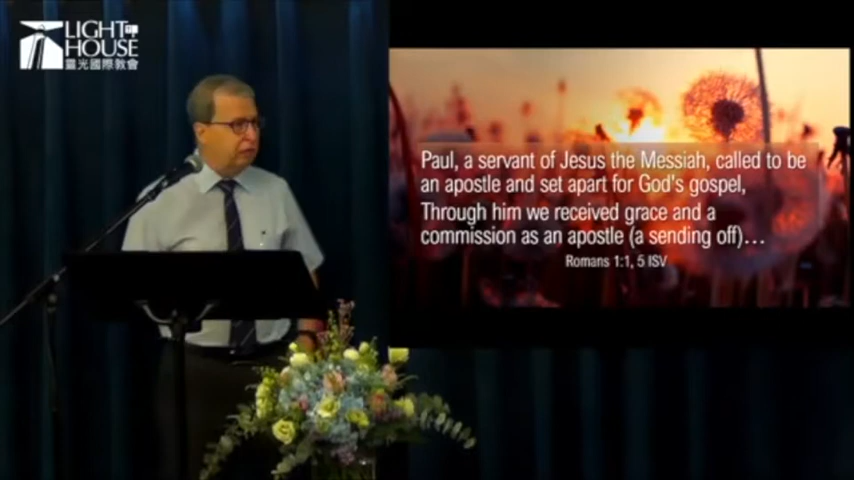 LIGHT
HOUSE
靈光國際教會
Paul, a servant of Jesus the Messiah, called to be
an apostle and set apart for God's gospel,
Through him we received grace and a
commission as an apostle (a sending off)…
Romans 1:1, 5 ISV